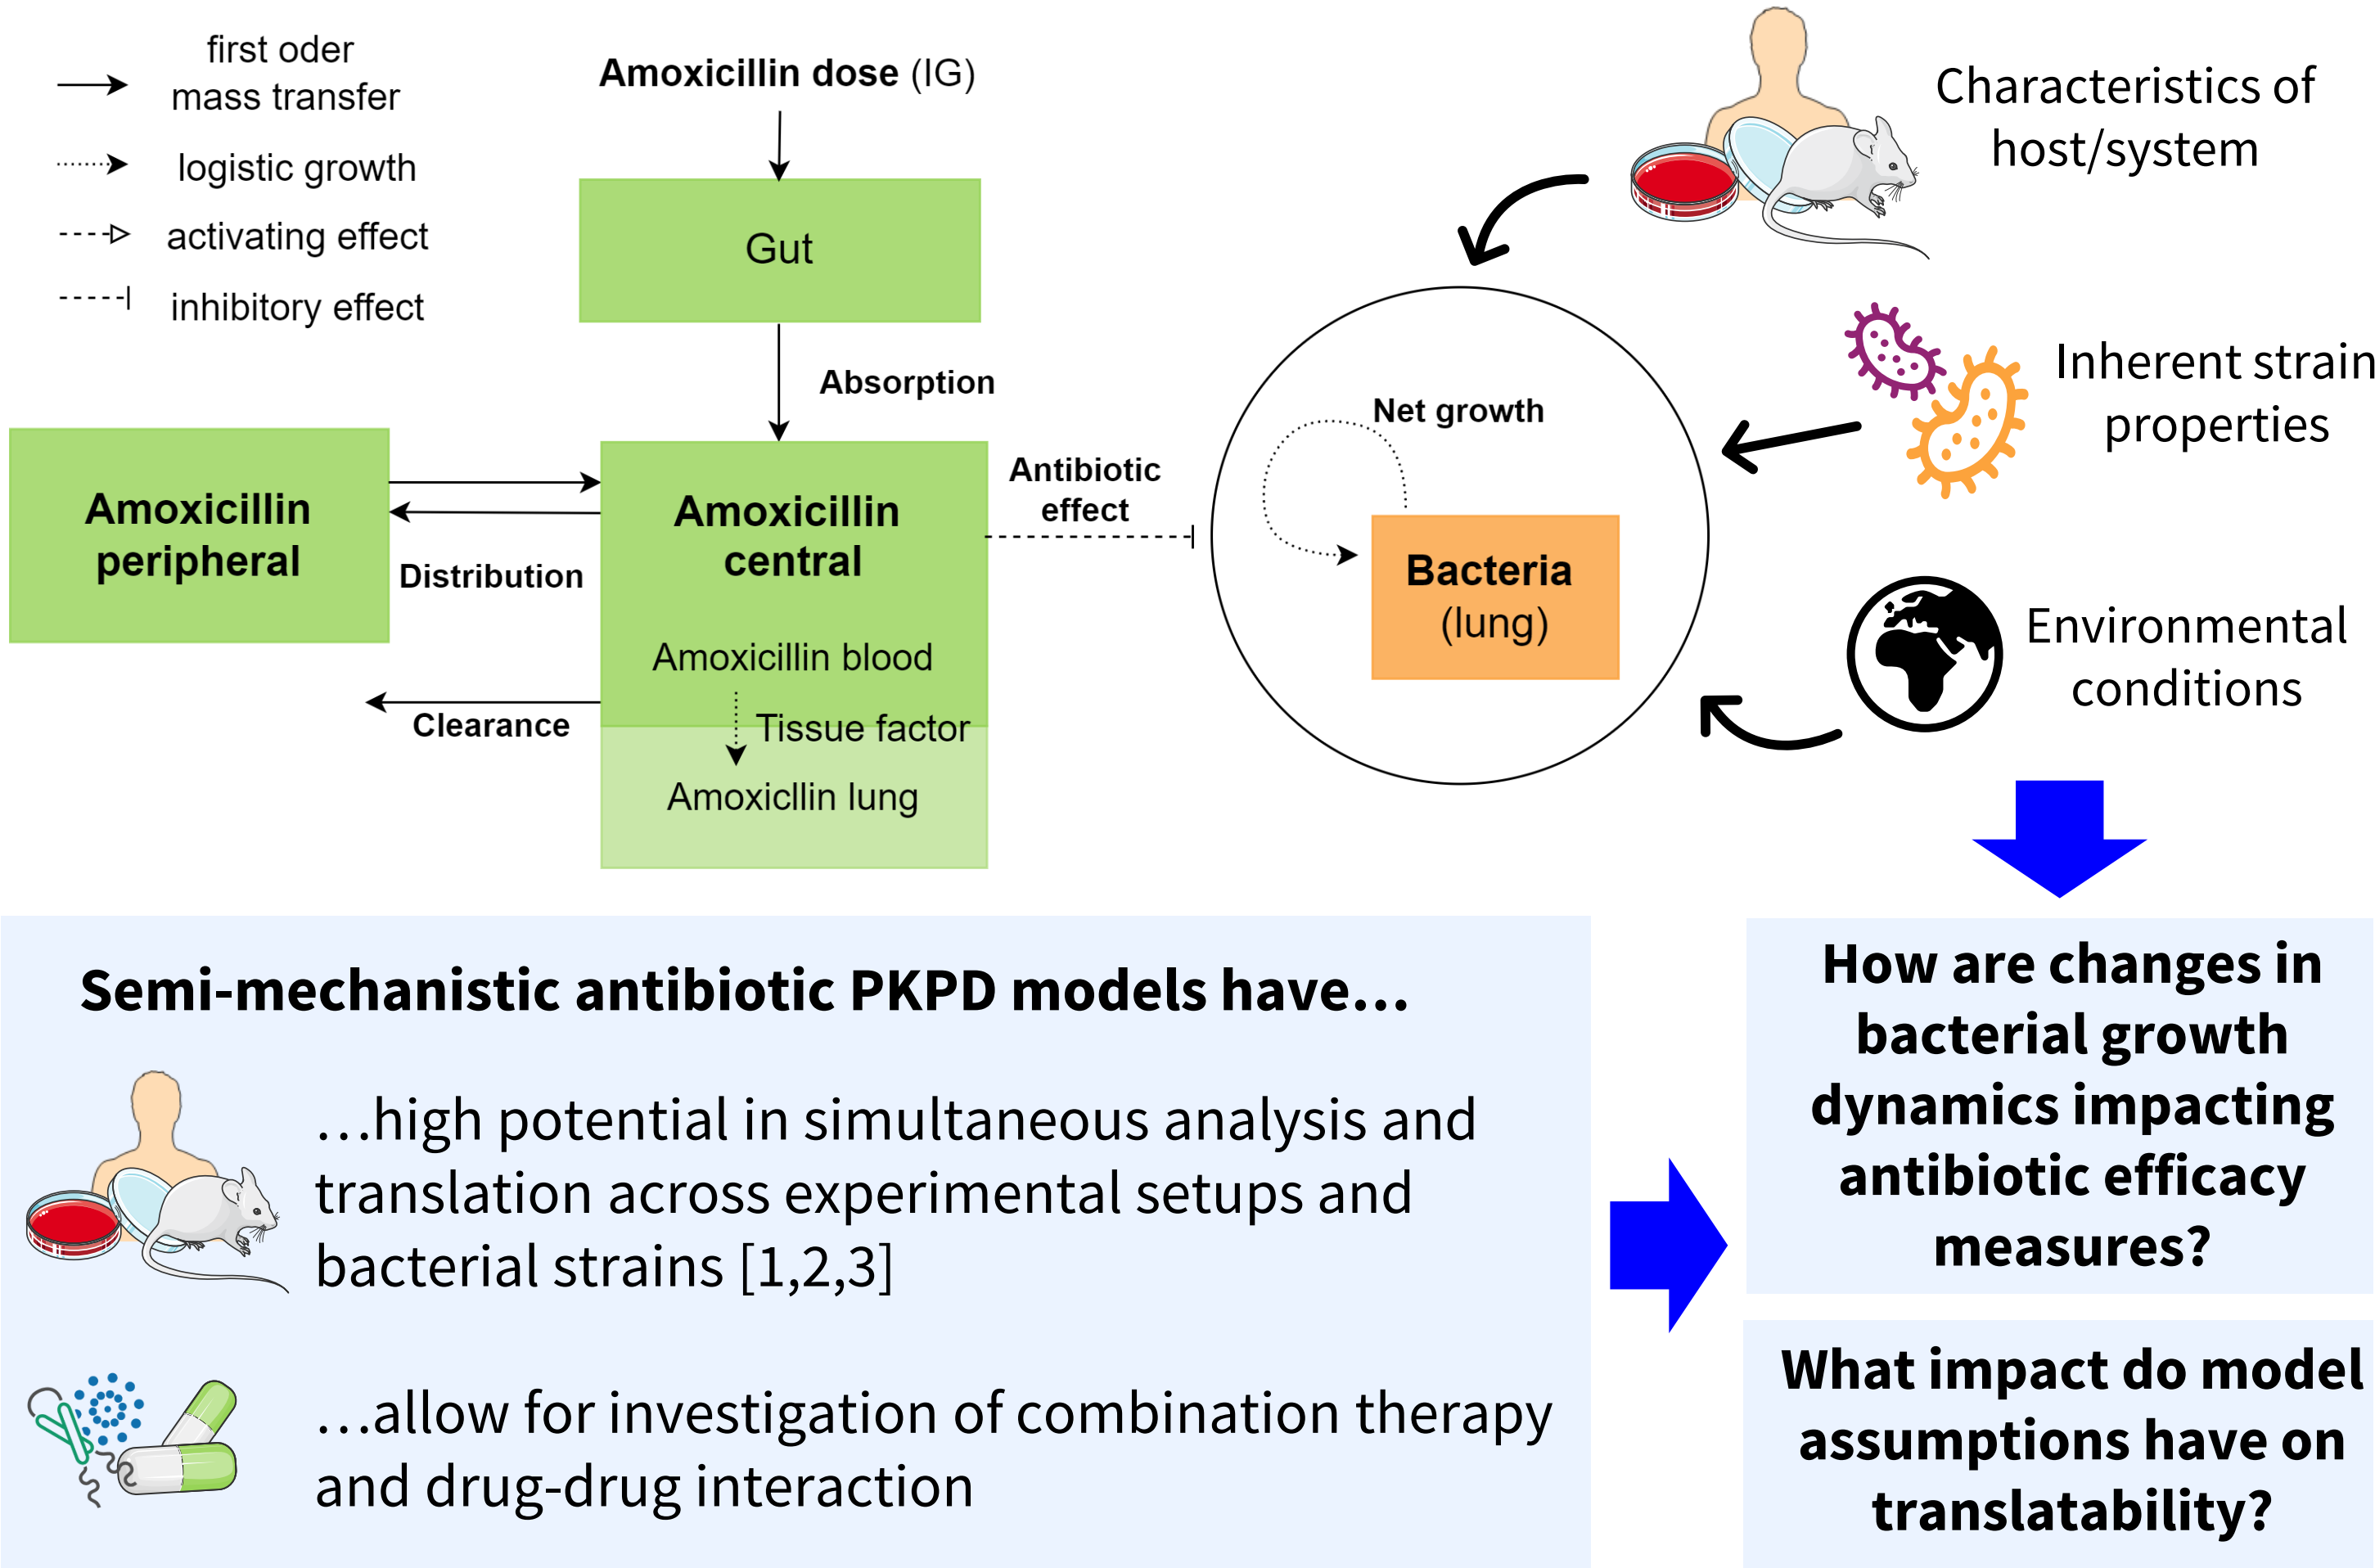 first oder
mass transfer
logistic growth
activating effect
inhibitory effect
Amoxicillin dose (IG)
Gut
Absorption
Amoxicillin
peripheral
Distribution
Amoxicillin
central
Amoxicillin blood
Tissue factor
Amoxicllin lung
Clearance
Antibiotic
effect
Net growth
Bacteria
(lung)
Characteristics of
host/system
Inherent strain
properties
Environmental
conditions
Semi-mechanistic antibiotic PKPD models have…
…high potential in simultaneous analysis and
translation across experimental setups and
bacterial strains [1,2,3]
…allow for investigation of combination therapy
and drug-drug interaction
How are changes in
bacterial growth
dynamics impacting
antibiotic efficacy
measures?
What impact do model
assumptions have on
translatability?